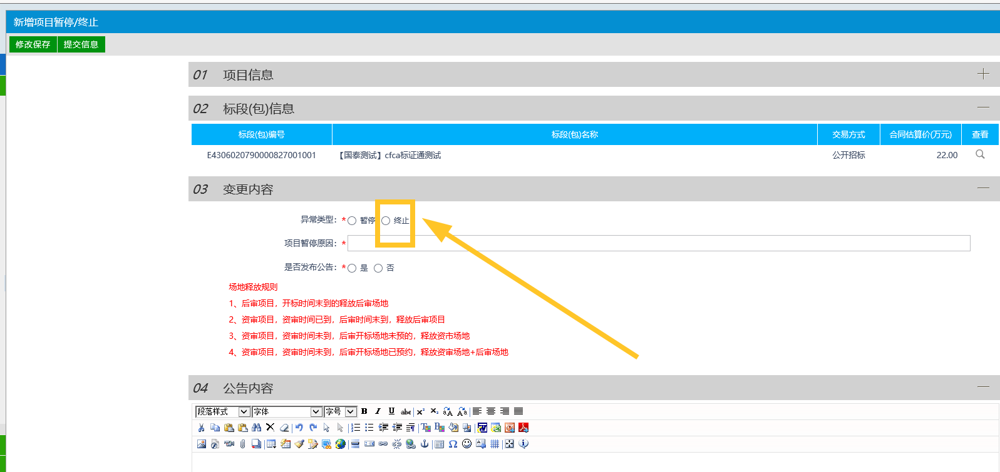 新增项目暂停/终止
修改保存 提交信息
01 项目信息
02 标段(包)信息
标段(包)编号 标段(包)名称 交易方式 合同估算价(万元) 查看
E4306020790000827001001 【国泰测试】cfca标证通测试 公开招标 22.00
03 变更内容
异常类型：* 暂停 终止
项目暂停原因：*
是否发布公告：* 是 否
场地释放规则
1、后审项目，开标时间未到的释放后审场地
2、资审项目，资审时间已到，后审时间未到，释放后审项目
3、资审项目，资审时间未到，后审开标场地未预的，释放资市场地
4、资审项目，资审时间未到，后审开标场地已预约，释放资审场地+后审场地
04 公告内容
段落样式 字体 字号 B I U abc